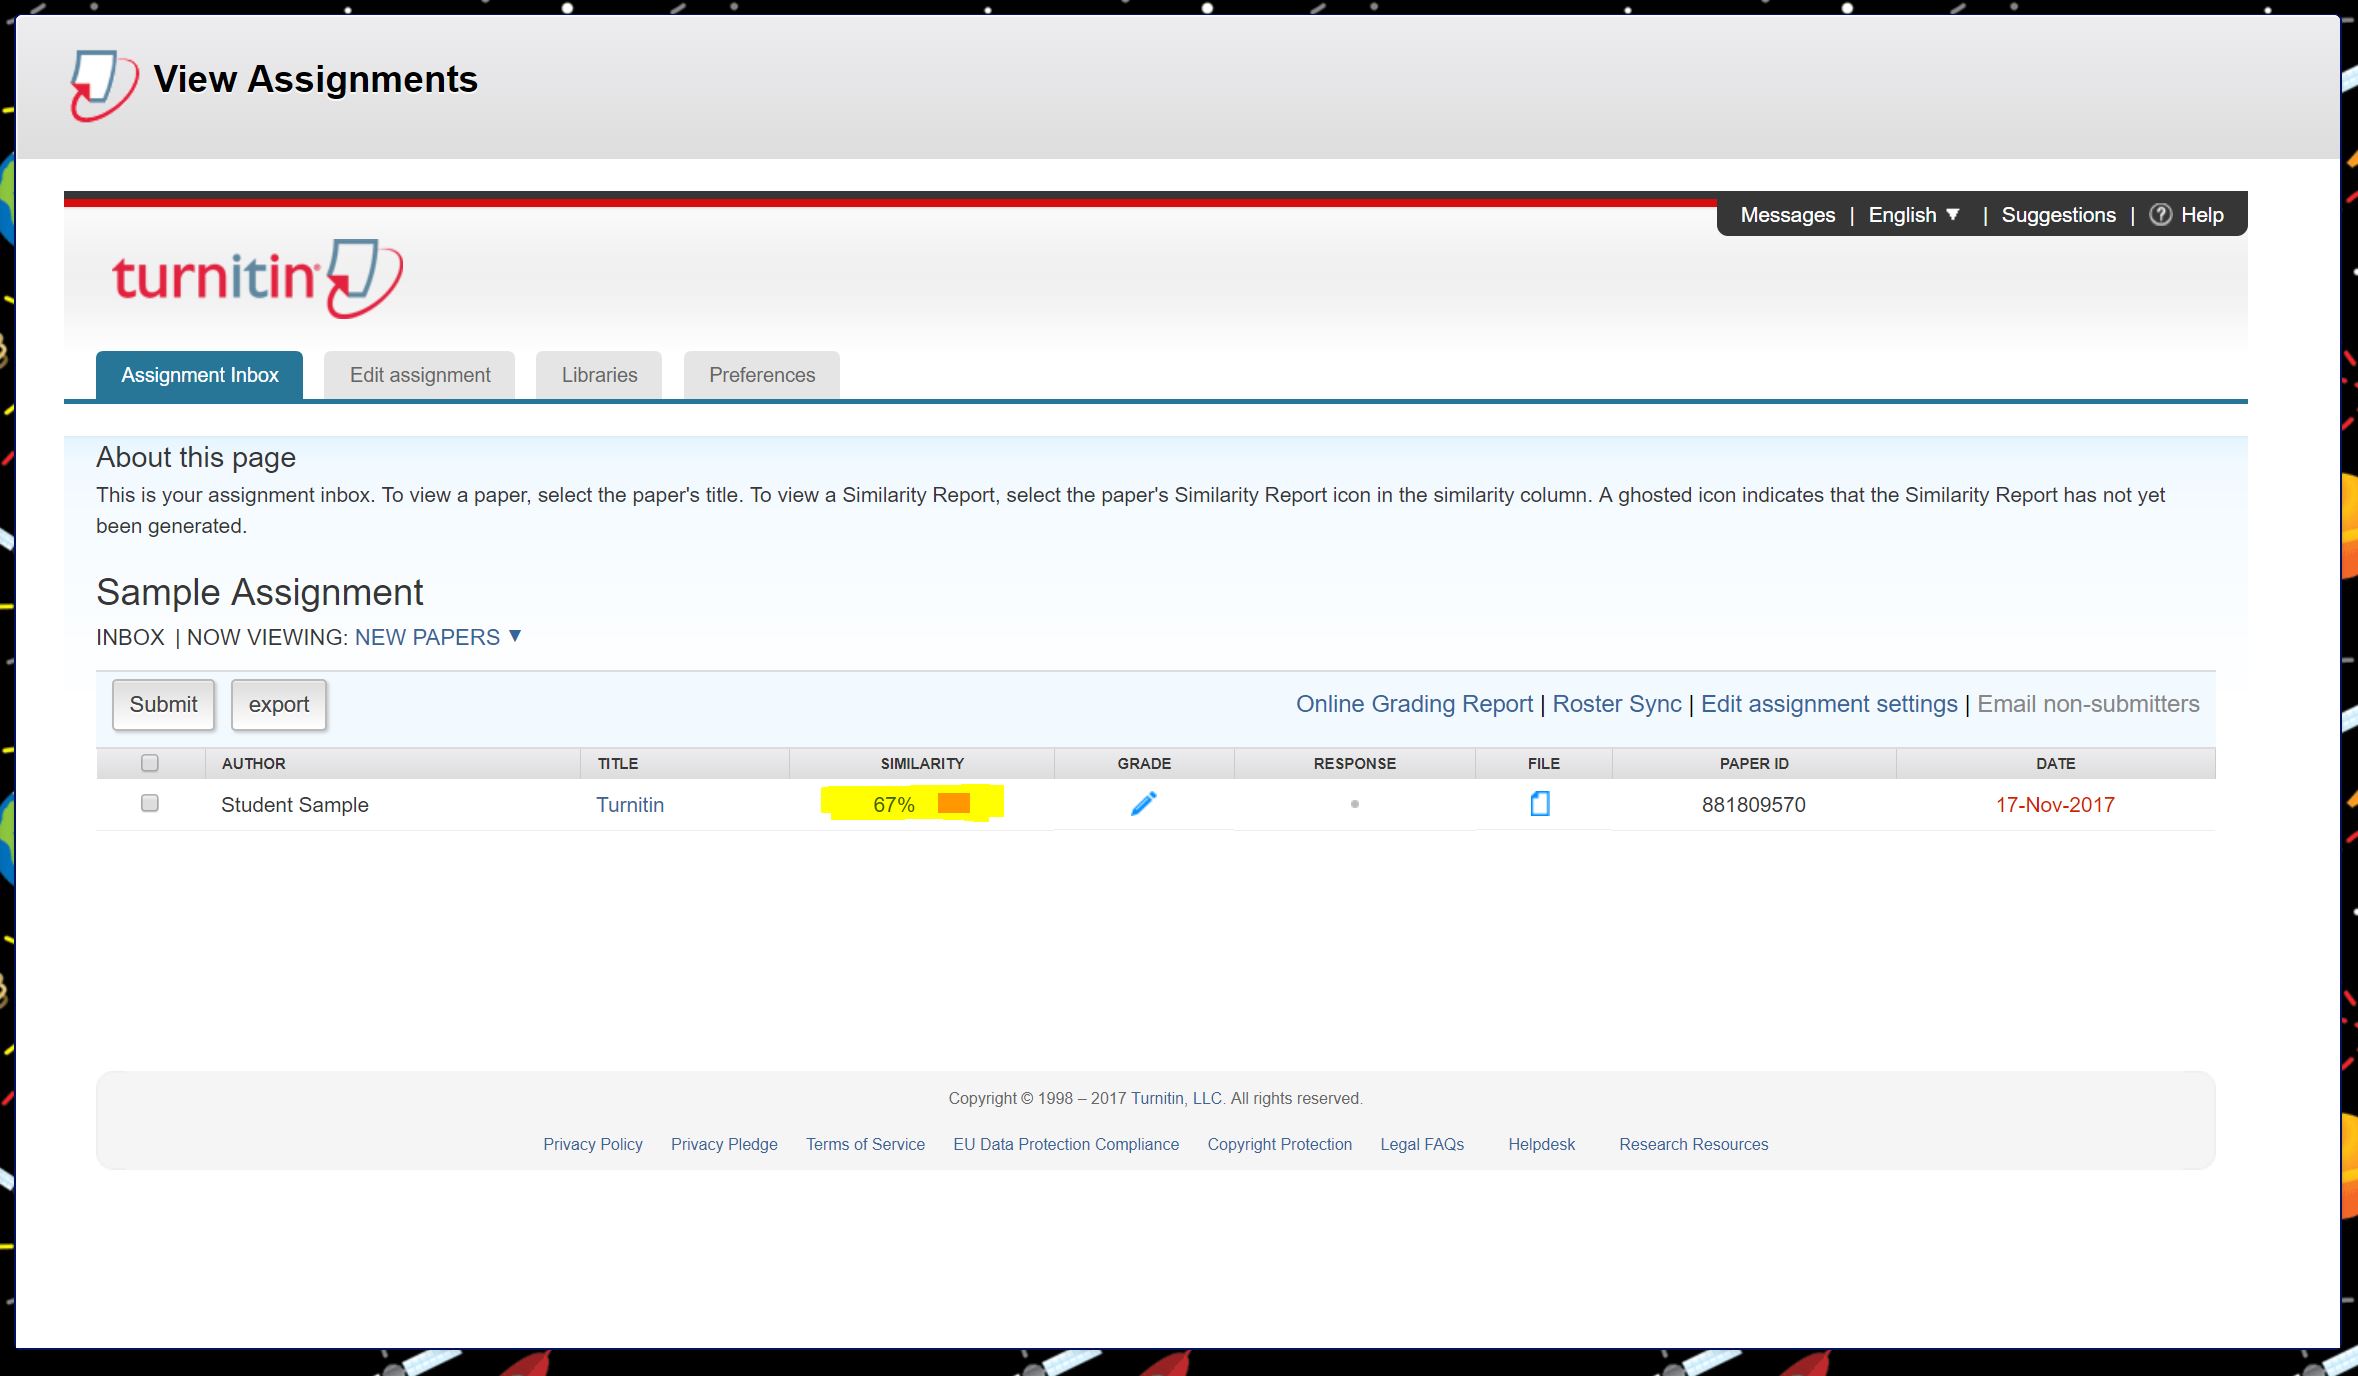 View Assignments
Messages | English ▼ | Suggestions | ? Help
turnitin
Assignment Inbox Edit assignment Libraries Preferences
About this page
This is your assignment inbox. To view a paper, select the paper's title. To view a Similarity Report, select the paper's Similarity Report icon in the similarity column. A ghosted icon indicates that the Similarity Report has not yet
been generated.
Sample Assignment
INBOX | NOW VIEWING: NEW PAPERS ▼
Submit export Online Grading Report | Roster Sync | Edit assignment settings | Email non-submitters
AUTHOR TITLE SIMILARITY GRADE RESPONSE FILE PAPER ID DATE
Student Sample Turnitin 67% 881809570 17-Nov-2017
Copyright © 1998 – 2017 Turnitin, LLC. All rights reserved.
Privacy Policy Privacy Pledge Terms of Service EU Data Protection Compliance Copyright Protection Legal FAQs Helpdesk Research Resources